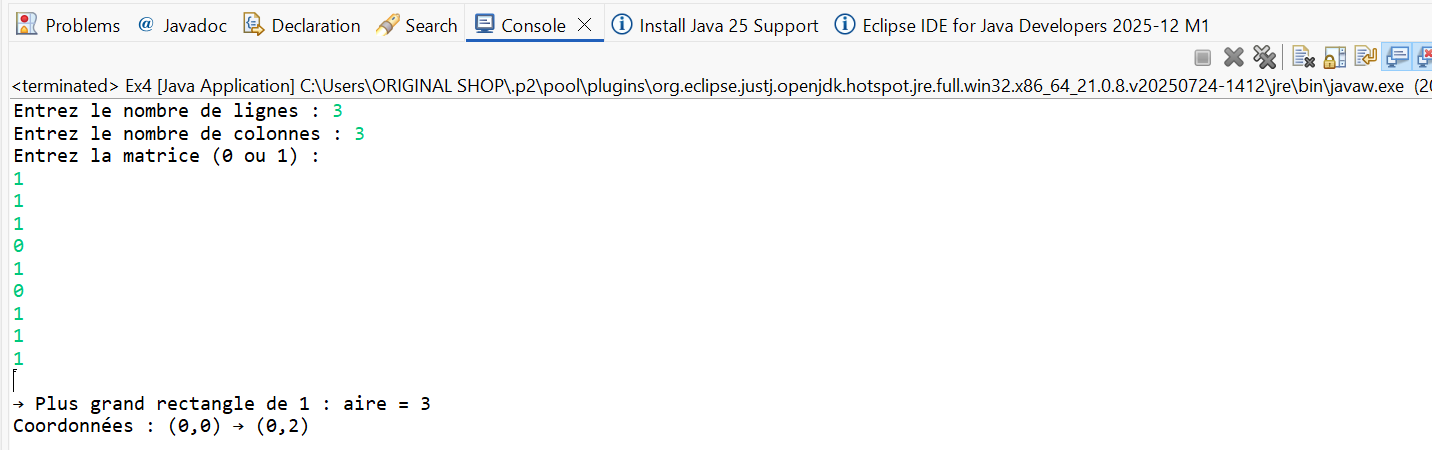 Problems @ Javadoc Declaration Search Console Install Java 25 Support Eclipse IDE for Java Developers 2025-12 M1
<terminated> Ex4 [Java Application] C:\Users\ORIGINAL SHOP\.p2\pool\plugins\org.eclipse.justj.openjdk.hotspot.jre.full.win32.x86_64_21.0.8.v20250724-1412\jre\bin\javaw.exe (20
Entrez le nombre de lignes : 3
Entrez le nombre de colonnes : 3
Entrez la matrice (0 ou 1) :
1
1
1
0
1
0
1
1
1
→ Plus grand rectangle de 1 : aire = 3
Coordonnées : (0,0) → (0,2)